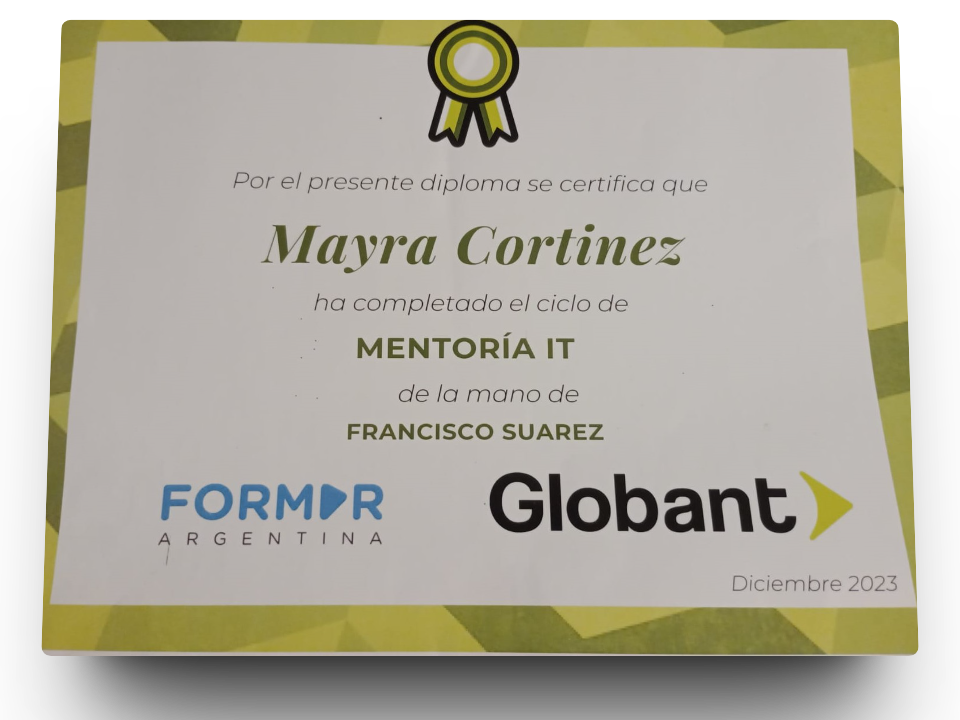 Por el presente diploma se certifica que
Mayra Cortinez
ha completado el ciclo de
MENTORÍA IT
de la mano de
FRANCISCO SUAREZ
FORMAR
ARGENTINA
Globant
Diciembre 2023